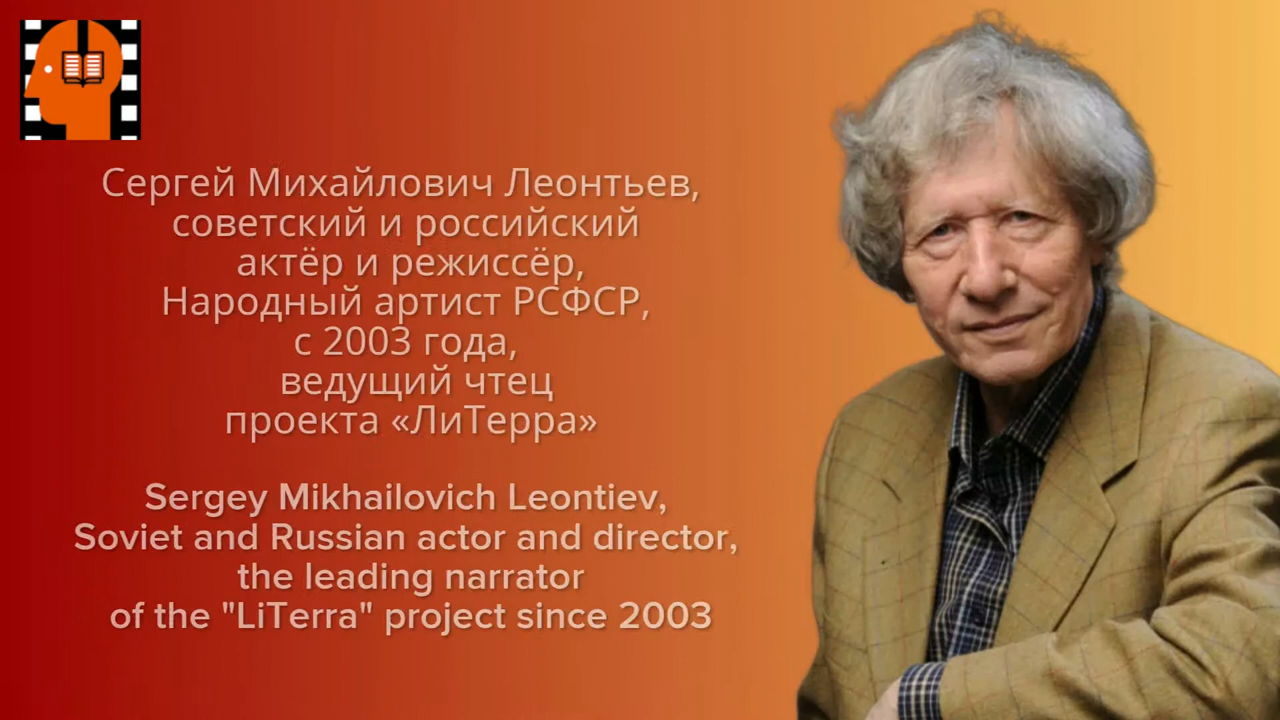 Сергей Михайлович Леонтьев,
советский и российский
актёр и режиссёр,
Народный артист РСФСР,
с 2003 года,
ведущий чтец
проекта «ЛиТерра»
Sergey Mikhailovich Leontiev,
Soviet and Russian actor and director,
the leading narrator
of the "LiTerra" project since 2003